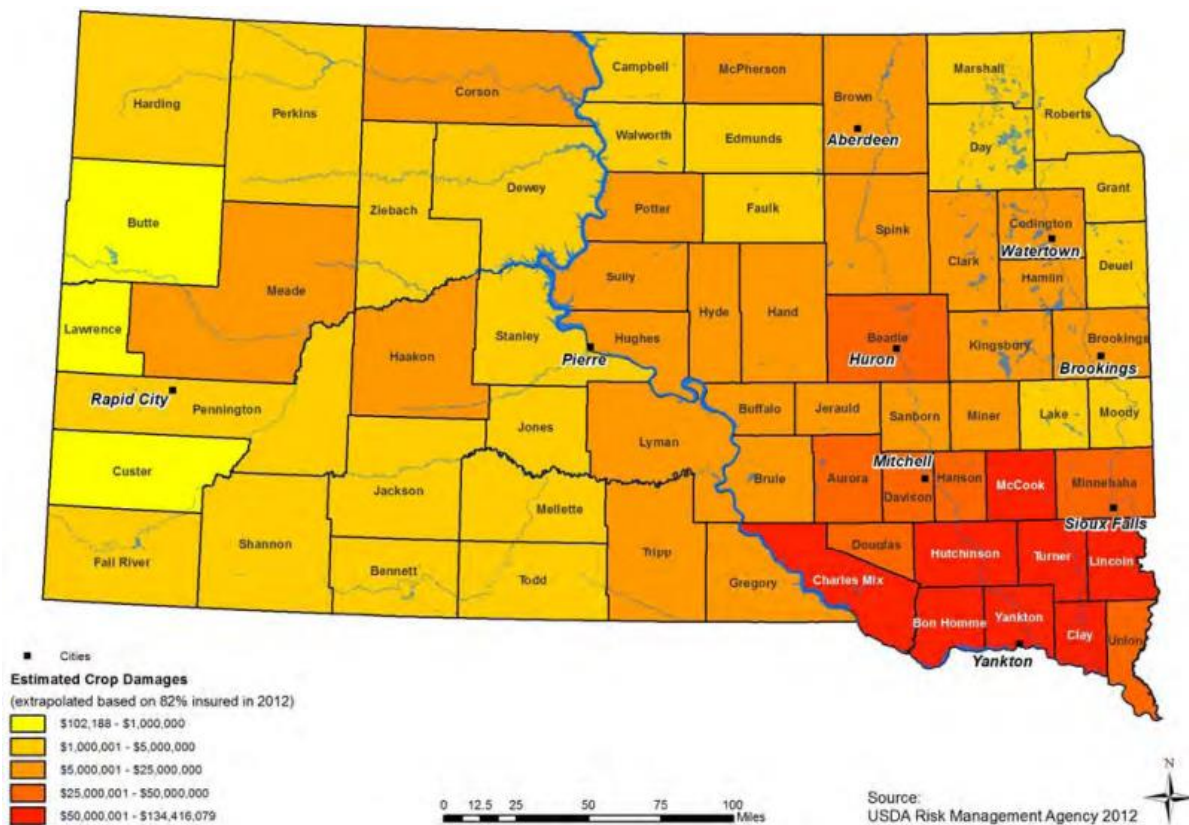 Harding
Perkins
Corson
Campbell
McPherson
Brown
Marshall
Roberts
Walworth
Edmunds
Aberdeen
Day
Grant
Butte
Ziebach
Dewey
Potter
Faulk
Spink
Clark
Codington
Watertown
Hamlin
Deuel
Meade
Sully
Hyde
Hand
Lawrence
Haakon
Stanley
Hughes
Pierre
Beadle
Huron
Kingsbury
Brookings
Brookings
Rapid City
Pennington
Jones
Lyman
Buffalo
Jerauld
Sanborn
Miner
Lake
Moody
Custer
Jackson
Mellette
Brule
Aurora
Mitchell
Davison
Hanson
McCook
Minnehaha
Sioux Falls
Fall River
Shannon
Bennett
Todd
Tripp
Gregory
Douglas
Charles Mix
Hutchinson
Turner
Lincoln
Bon Homme
Yankton
Clay
Union
Yankton
Cities
Estimated Crop Damages
(extrapolated based on 82% insured in 2012)
$102,188 - $1,000,000
$1,000,001 - $5,000,000
$5,000,001 - $25,000,000
$25,000,001 - $50,000,000
$50,000,001 - $134,416,079
0 12.5 25 50 75 100
Miles
Source:
USDA Risk Management Agency 2012
N